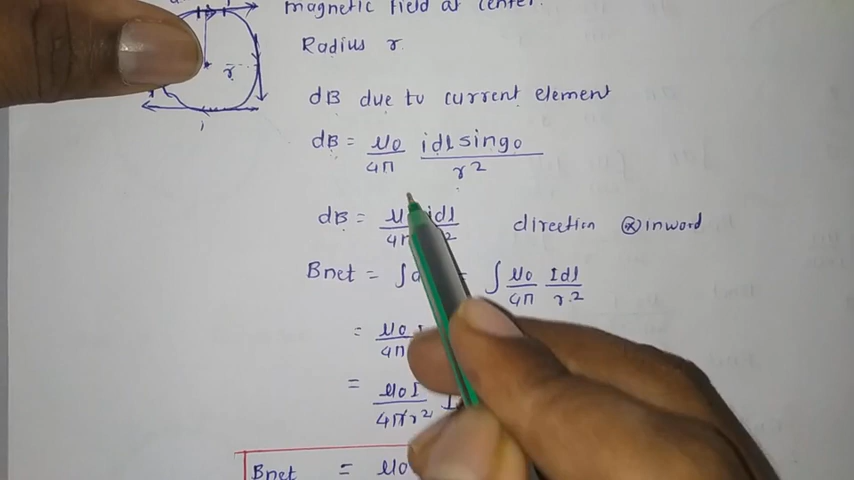 magnetic field at center.
Radius r
r
dB due to current element
i
dB = μ0/4π idl sin90/r²
dB = idl direction ⊗ inword
Bnet = ∫ = ∫ μ0/4π Idl/r²
= μ0/4π
= μ0I/4πr²
Bnet = μ0